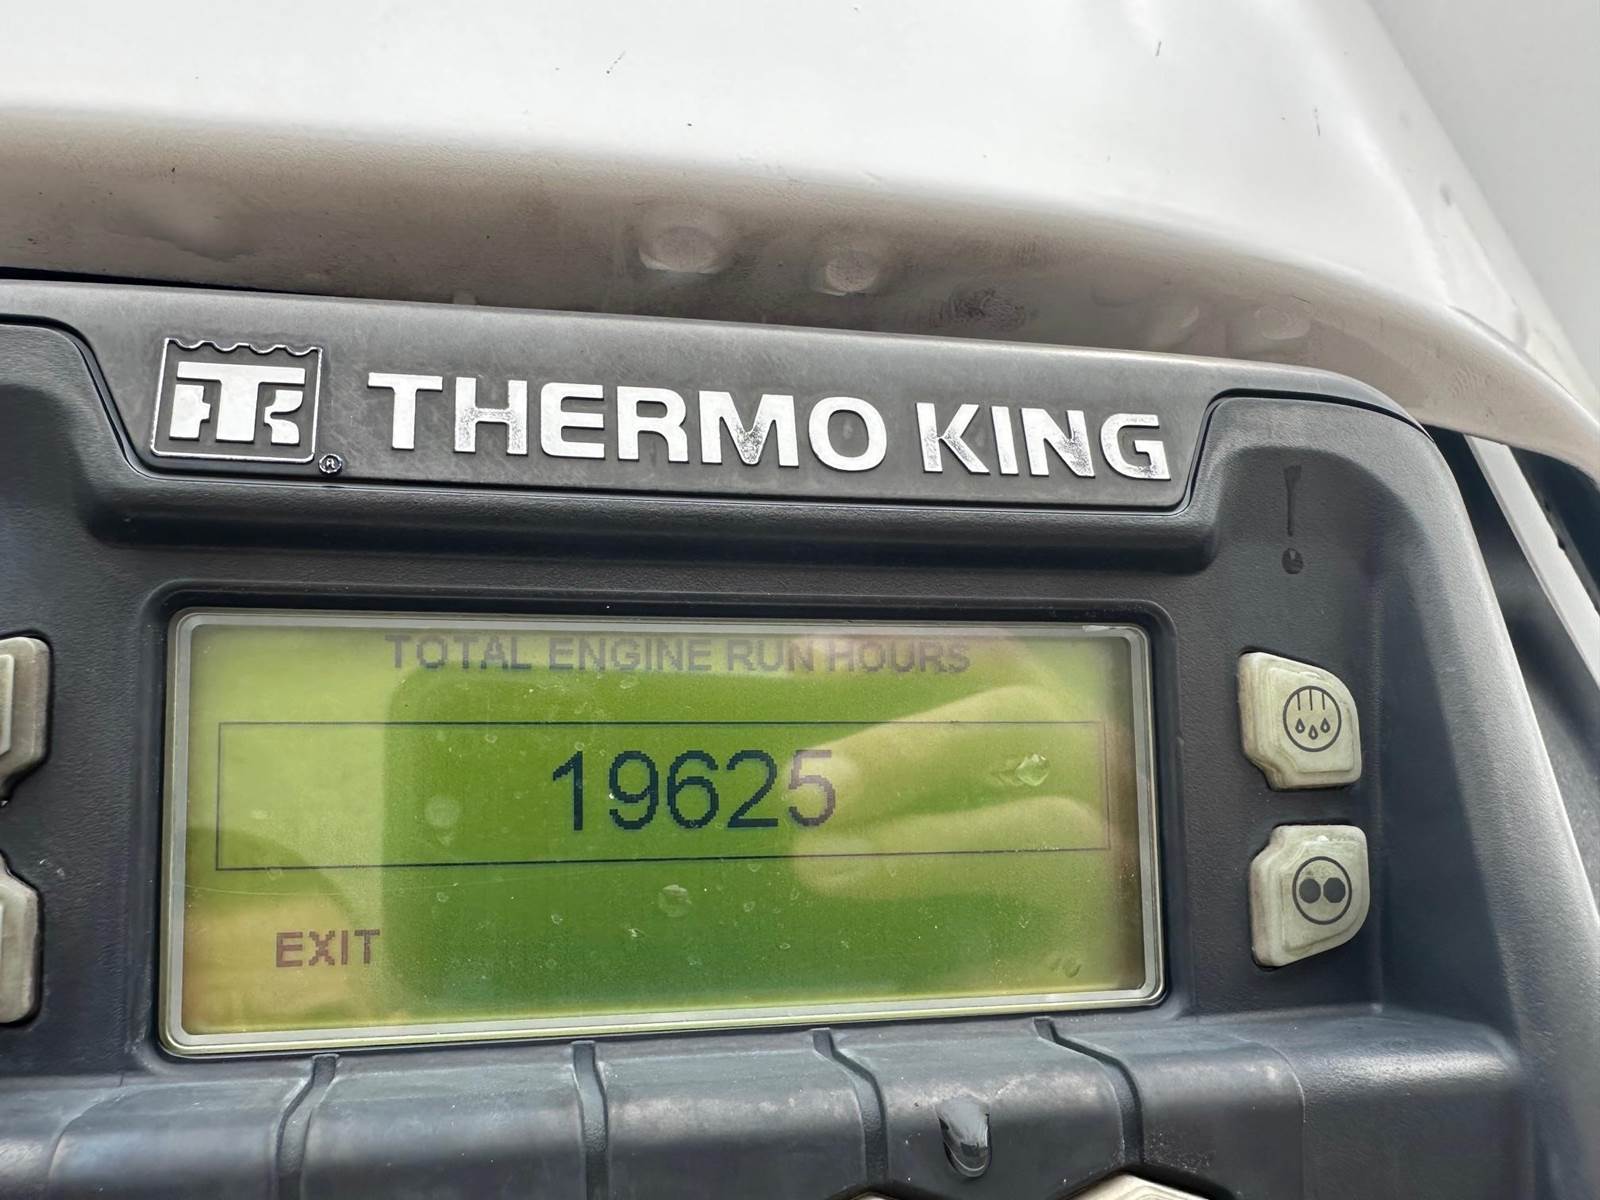 THERMO KING
TOTAL ENGINE RUN HOURS
19625
EXIT